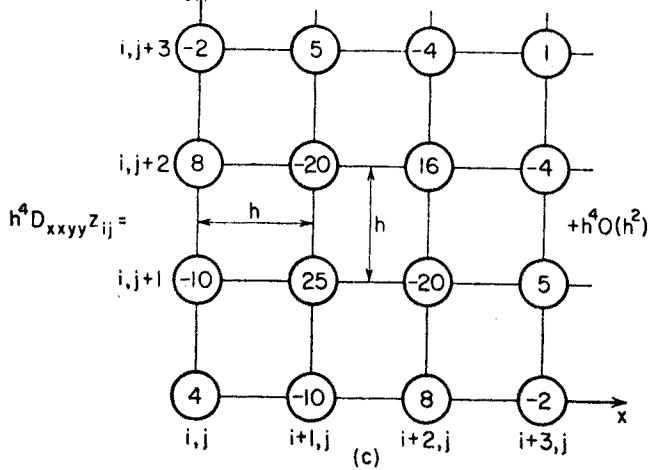 i,j+3 -2 5 -4 1
i,j+2 8 -20 16 -4
h⁴D_xxyy z_ij = h h +h⁴O(h²)
i,j+1 -10 25 -20 5
4 -10 8 -2 x
i,j i+1,j i+2,j i+3,j
(c)